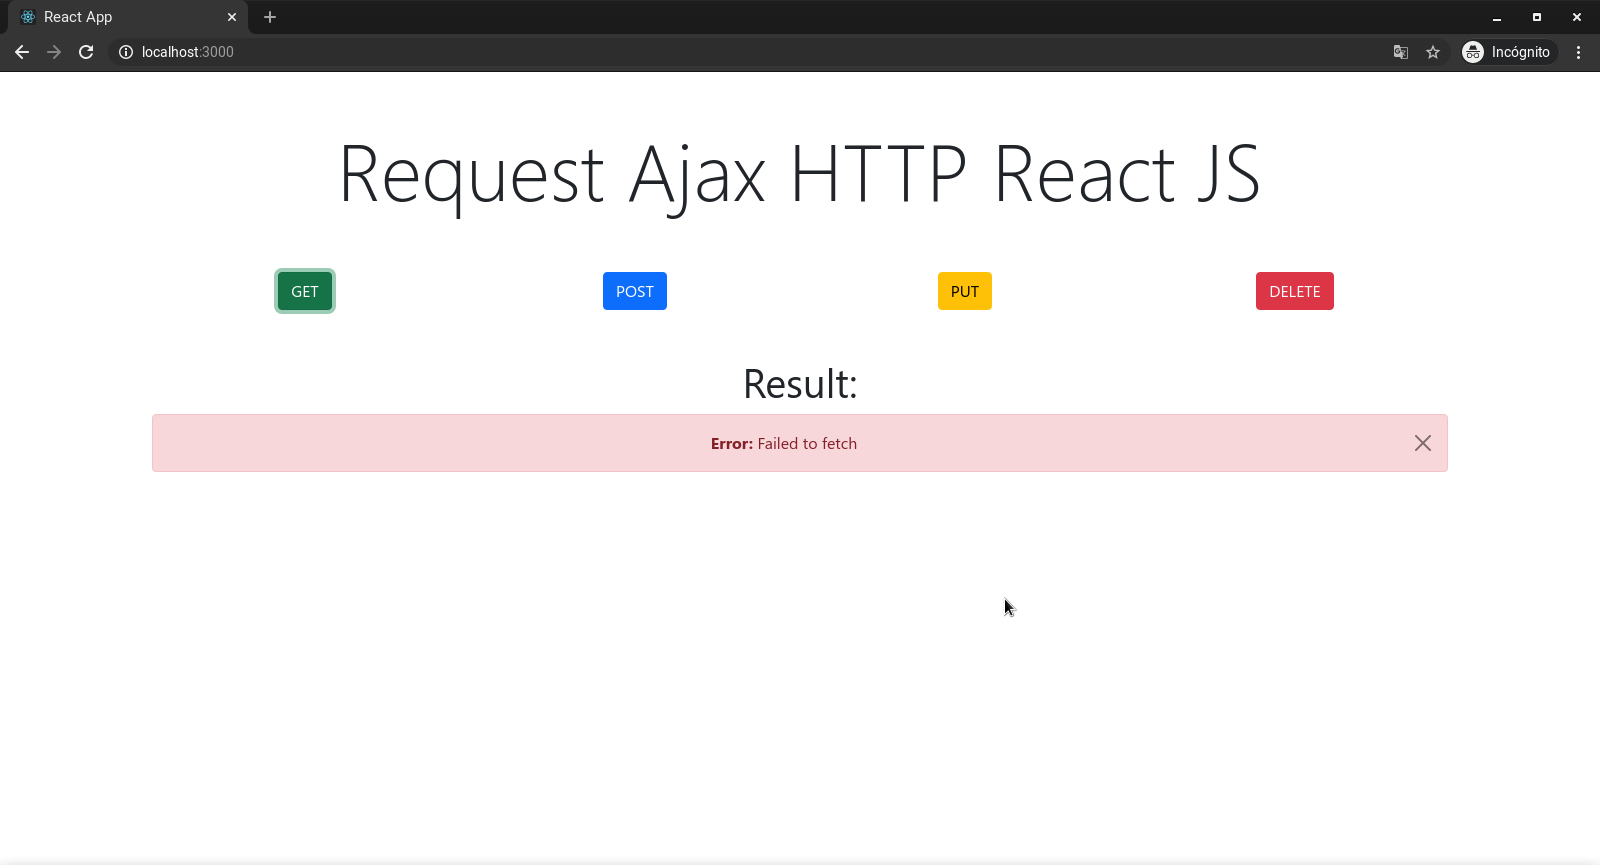 React App
localhost:3000
Incógnito
Request Ajax HTTP React JS
GET POST PUT DELETE
Result:
Error: Failed to fetch